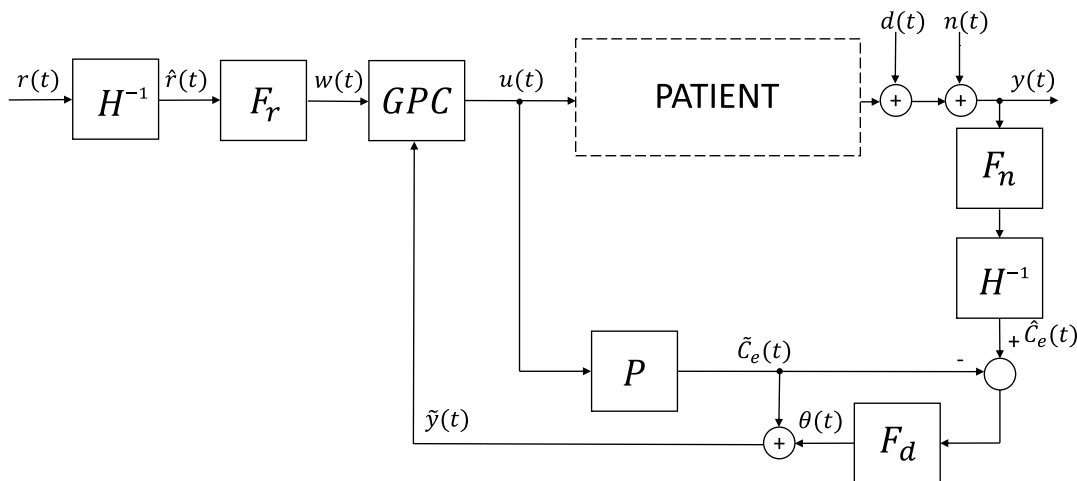 d(t) n(t)
r(t) H⁻¹ r̂(t) F_r w(t) GPC u(t) PATIENT + + y(t)
F_n
H⁻¹
+ Ĉ_e(t)
P C̃_e(t) -
ỹ(t) + θ(t) F_d